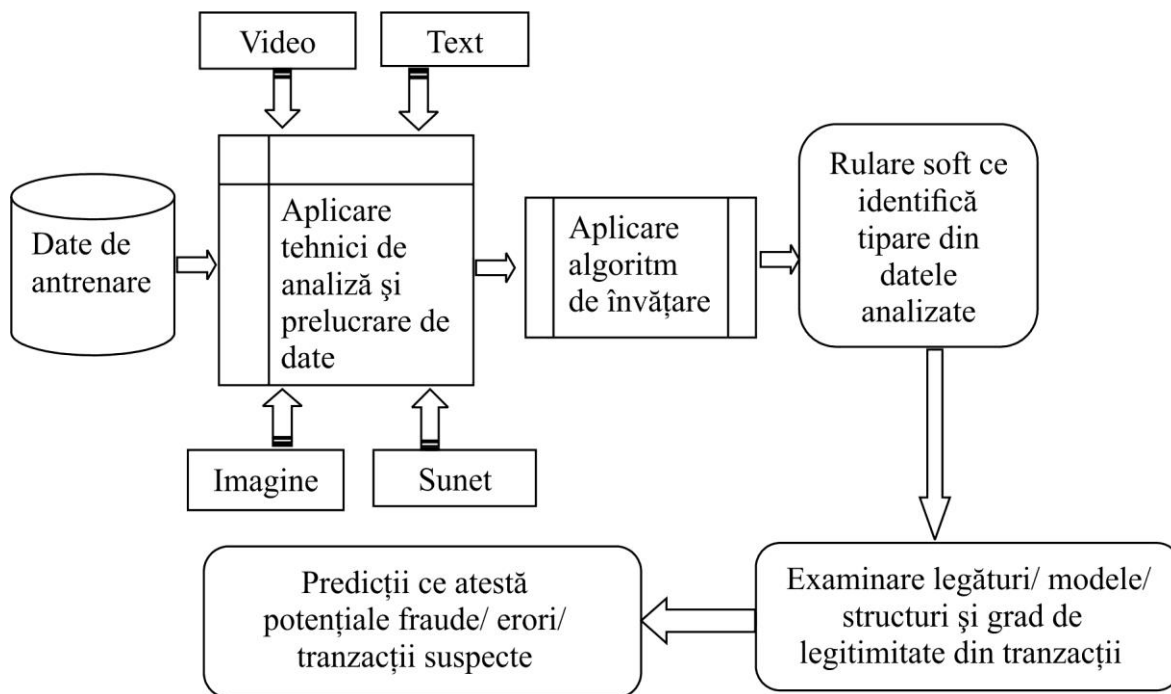 Video
Text
Date de
antrenare
Aplicare
tehnici de
analiză şi
prelucrare de
date
Aplicare
algoritm
de învățare
Rulare soft ce
identifică
tipare din
datele
analizate
Imagine
Sunet
Predicții ce atestă
potențiale fraude/ erori/
tranzacții suspecte
Examinare legături/ modele/
structuri şi grad de
legitimitate din tranzacții